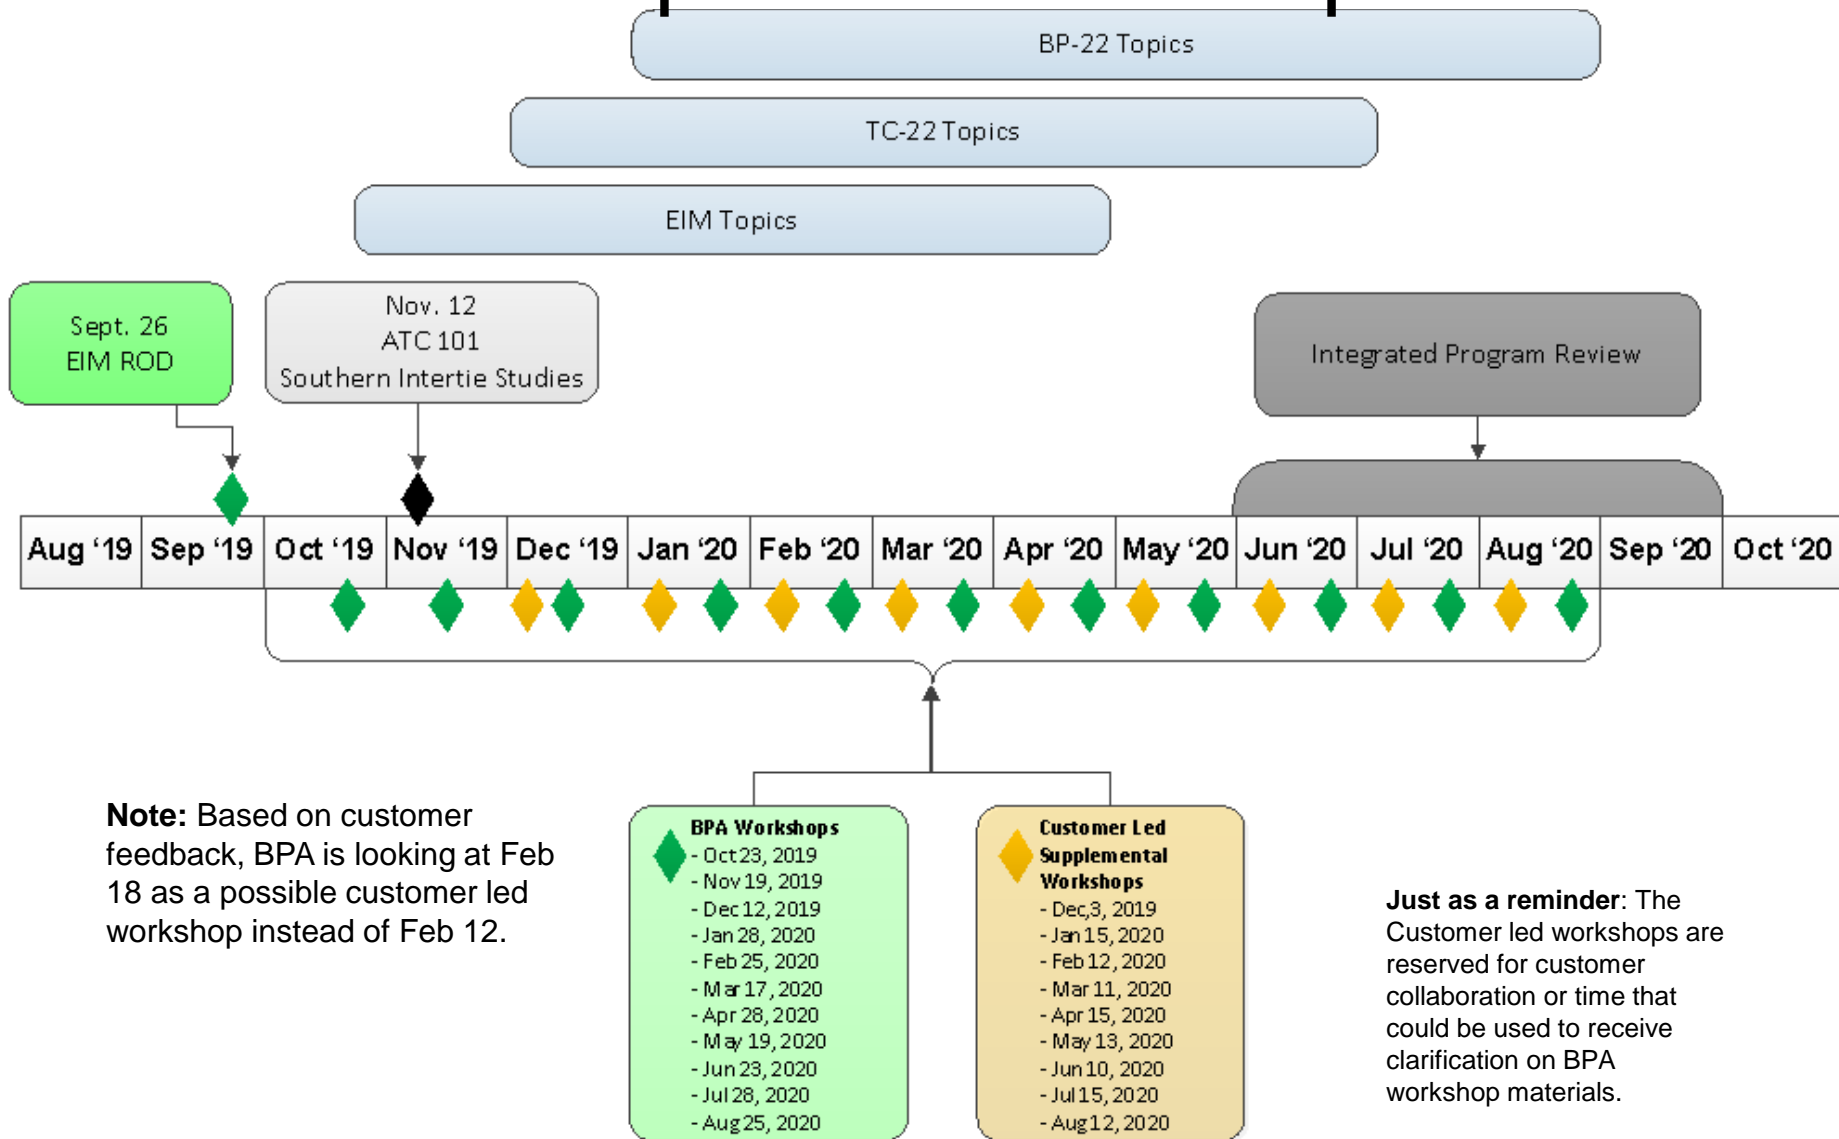 BP-22 Topics
TC-22 Topics
EIM Topics
Sept. 26
EIM ROD
Nov. 12
ATC 101
Southern Intertie Studies
Integrated Program Review
Aug ‘19 Sep ‘19 Oct ‘19 Nov ‘19 Dec ‘19 Jan ‘20 Feb ‘20 Mar ‘20 Apr ‘20 May ‘20 Jun ‘20 Jul ‘20 Aug ‘20 Sep ‘20 Oct ‘20
Note: Based on customer
feedback, BPA is looking at Feb
18 as a possible customer led
workshop instead of Feb 12.
BPA Workshops
- Oct 23, 2019
- Nov 19, 2019
- Dec 12, 2019
- Jan 28, 2020
- Feb 25, 2020
- Mar 17, 2020
- Apr 28, 2020
- May 19, 2020
- Jun 23, 2020
- Jul 28, 2020
- Aug 25, 2020
Customer Led
Supplemental
Workshops
- Dec,3, 2019
- Jan 15, 2020
- Feb 12, 2020
- Mar 11, 2020
- Apr 15, 2020
- May 13, 2020
- Jun 10, 2020
- Jul 15, 2020
- Aug 12, 2020
Just as a reminder: The
Customer led workshops are
reserved for customer
collaboration or time that
could be used to receive
clarification on BPA
workshop materials.